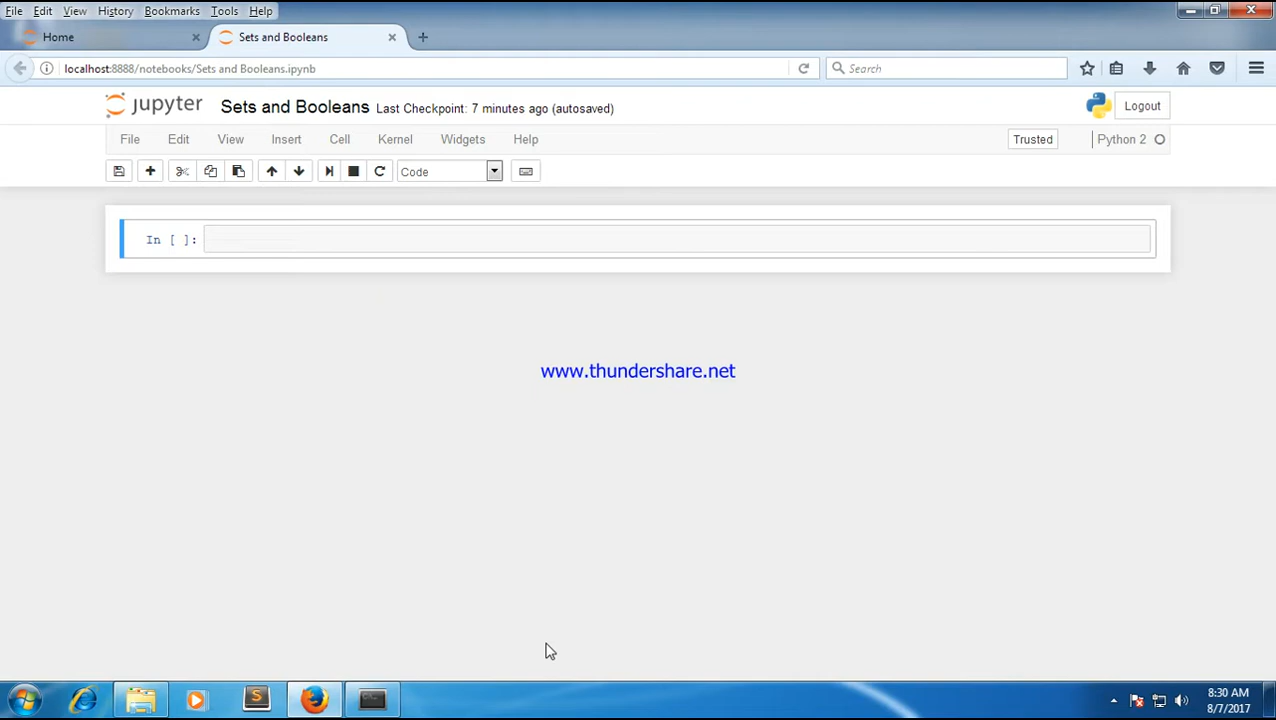 File Edit View History Bookmarks Tools Help
Home × Sets and Booleans ×
localhost:8888/notebooks/Sets and Booleans.ipynb Search
jupyter Sets and Booleans Last Checkpoint: 7 minutes ago (autosaved) Logout
File Edit View Insert Cell Kernel Widgets Help Trusted Python 2
Code
In [ ]:
www.thundershare.net
8:30 AM
8/7/2017